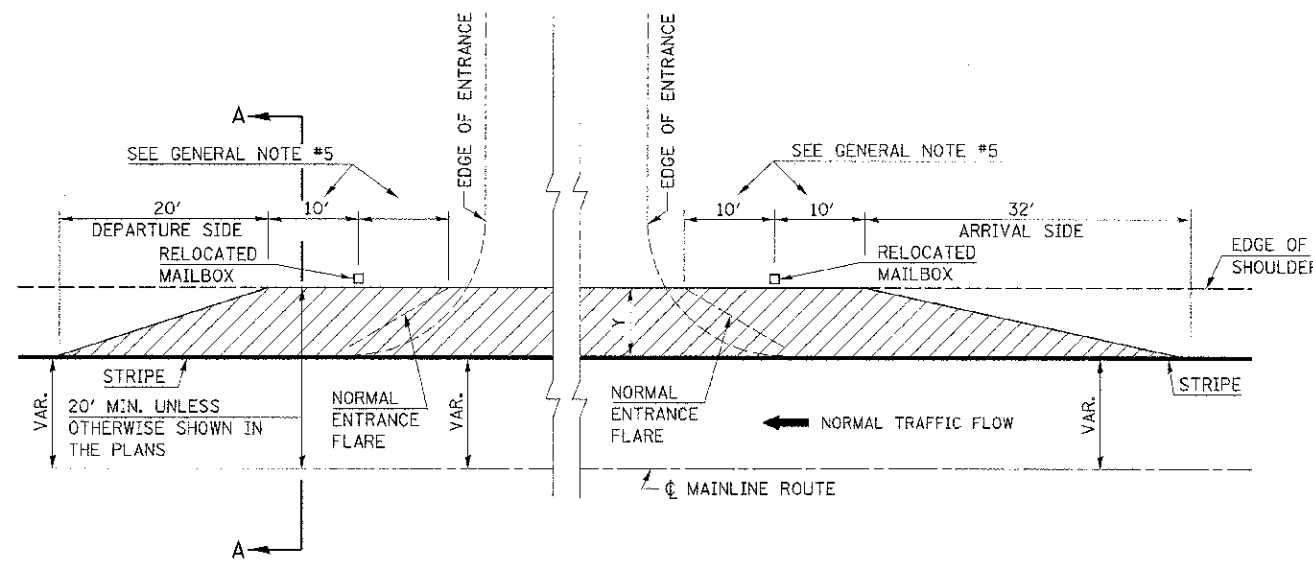 EDGE OF ENTRANCE
EDGE OF ENTRANCE
A
SEE GENERAL NOTE #5
SEE GENERAL NOTE #5
20'
10'
10'
10'
32'
DEPARTURE SIDE
ARRIVAL SIDE
RELOCATED
MAILBOX
RELOCATED
MAILBOX
EDGE OF
SHOULDER
Y
STRIPE
STRIPE
VAR.
20' MIN. UNLESS
OTHERWISE SHOWN IN
THE PLANS
NORMAL
ENTRANCE
FLARE
VAR.
NORMAL
ENTRANCE
FLARE
NORMAL TRAFFIC FLOW
VAR.
℄ MAINLINE ROUTE
A